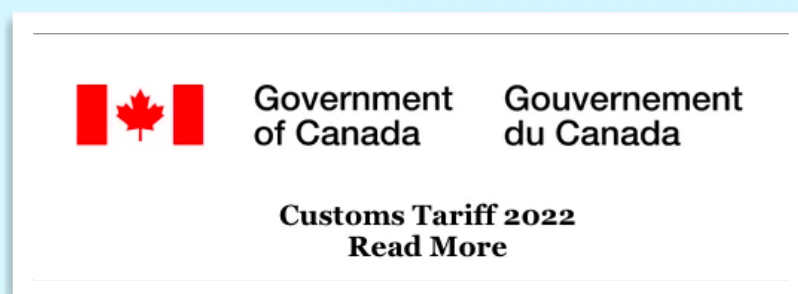 Government Gouvernement
of Canada du Canada
Customs Tariff 2022
Read More